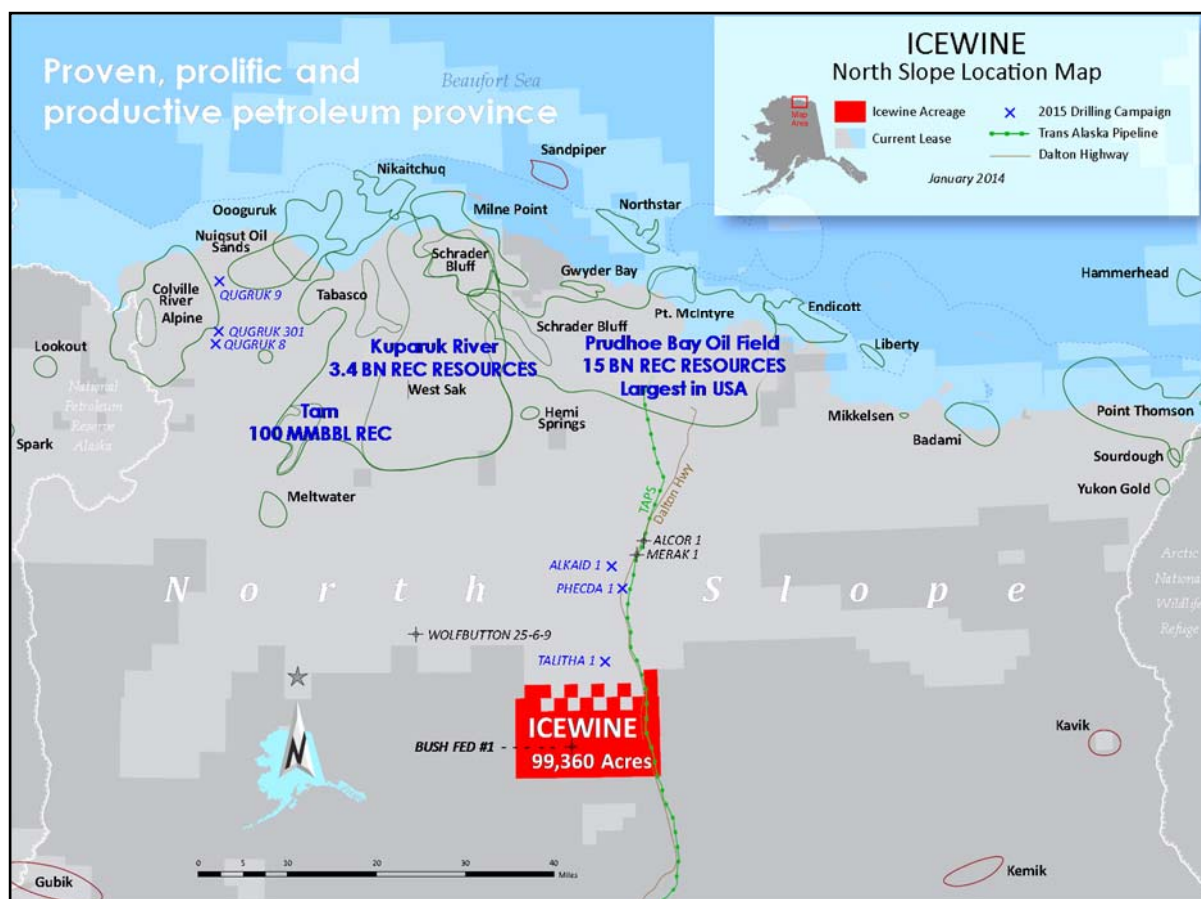 Proven, prolific and
productive petroleum province
Beaufort Sea
ICEWINE
North Slope Location Map
Map
Area
Icewine Acreage
Current Lease
2015 Drilling Campaign
Trans Alaska Pipeline
Dalton Highway
January 2014
Sandpiper
Nikaitchuq
Oooguruk
Milne Point
Northstar
Nuiqsut Oil
Sands
Schrader
Bluff
Gwyder Bay
Hammerhead
Colville
River
Alpine
QUGRUK 9
Tabasco
Endicott
Pt. McIntyre
Schrader Bluff
QUGRUK 301
QUGRUK 8
Lookout
Liberty
Kuparuk River
3.4 BN REC RESOURCES
West Sak
Prudhoe Bay Oil Field
15 BN REC RESOURCES
Largest in USA
National
Petroleum
Reserve
Alaska
Tarn
100 MMBBL REC
Hemi
Springs
Mikkelsen
Badami
Point Thomson
Spark
Sourdough
Yukon Gold
Meltwater
TAPS
Dalton Hwy
ALCOR 1
MERAK 1
ALKAID 1
PHECDA 1
Arctic
National
Wildlife
Refuge
North Slope
WOLFBUTTON 25-6-9
TALITHA 1
N
ICEWINE
99,360 Acres
BUSH FED #1
Kavik
0 5 10 20 30 40
Miles
Gubik
Kemik